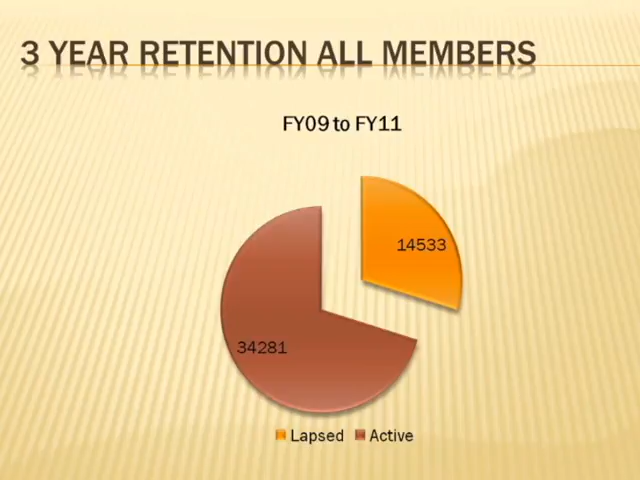 3 YEAR RETENTION ALL MEMBERS
FY09 to FY11
14533
34281
Lapsed Active